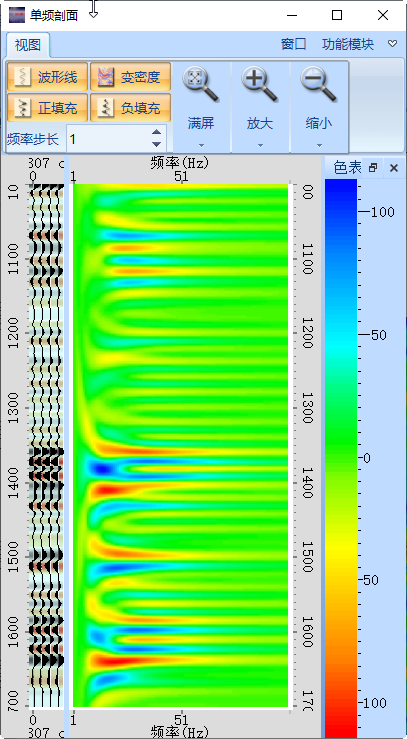 单频剖面
视图 窗口 功能模块
波形线 变密度
正填充 负填充
频率步长 1
满屏 放大 缩小
307 c 频率(Hz) 色表
0 1 51
10 00
1100 1100
1200 1200
1300 1300
1400 1400
1500 1500
1600 1600
700 170
100
50
0
50
100
0 1 51
307 c 频率(Hz)